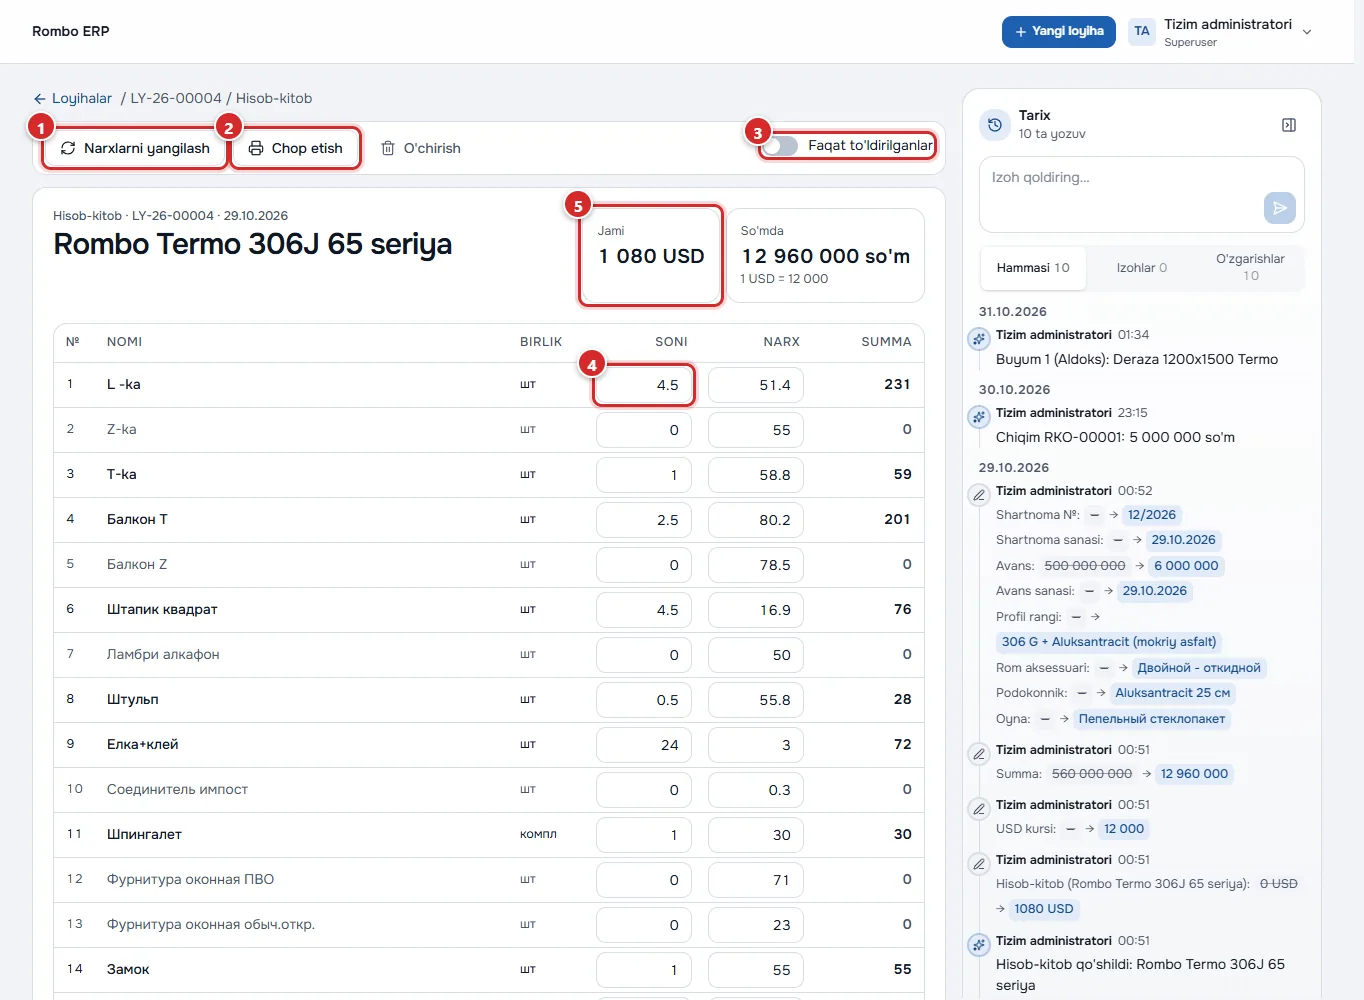 Rombo ERP
+ Yangi loyiha
TA
Tizim administratori
Superuser
← Loyihalar / LY-26-00004 / Hisob-kitob
1
2
3
Narxlarni yangilash
Chop etish
O'chirish
Faqat to'ldirilganlar
Hisob-kitob · LY-26-00004 · 29.10.2026
Rombo Termo 306J 65 seriya
5
Jami
1 080 USD
So'mda
12 960 000 so'm
1 USD = 12 000
№ NOMI BIRLIK SONI NARX SUMMA
4
1 L -ka шт 4.5 51.4 231
2 Z-ka шт 0 55 0
3 T-ka шт 1 58.8 59
4 Балкон Т шт 2.5 80.2 201
5 Балкон Z шт 0 78.5 0
6 Штапик квадрат шт 4.5 16.9 76
7 Ламбри алкафон шт 0 50 0
8 Штульп шт 0.5 55.8 28
9 Елка+клей шт 24 3 72
10 Соединитель импост шт 0 0.3 0
11 Шпингалет компл 1 30 30
12 Фурнитура оконная ПВО шт 0 71 0
13 Фурнитура оконная обыч.откр. шт 0 23 0
14 Замок шт 1 55 55
Tarix
10 ta yozuv
Izoh qoldiring...
Hammasi 10
Izohlar 0
O'zgarishlar
10
31.10.2026
Tizim administratori 01:34
Buyum 1 (Aldoks): Deraza 1200x1500 Termo
30.10.2026
Tizim administratori 23:15
Chiqim RKO-00001: 5 000 000 so'm
29.10.2026
Tizim administratori 00:52
Shartnoma №: — → 12/2026
Shartnoma sanasi: — → 29.10.2026
Avans: 500 000 000 → 6 000 000
Avans sanasi: — → 29.10.2026
Profil rangi: — →
306 G + Aluksantracit (mokriy asfalt)
Rom aksessuari: — → Двойной - откидной
Podokonnik: — → Aluksantracit 25 см
Oyna: — → Пепельный стеклопакет
Tizim administratori 00:51
Summa: 560 000 000 → 12 960 000
Tizim administratori 00:51
USD kursi: — → 12 000
Tizim administratori 00:51
Hisob-kitob (Rombo Termo 306J 65 seriya): 0 USD
→ 1080 USD
Tizim administratori 00:51
Hisob-kitob qo'shildi: Rombo Termo 306J 65
seriya